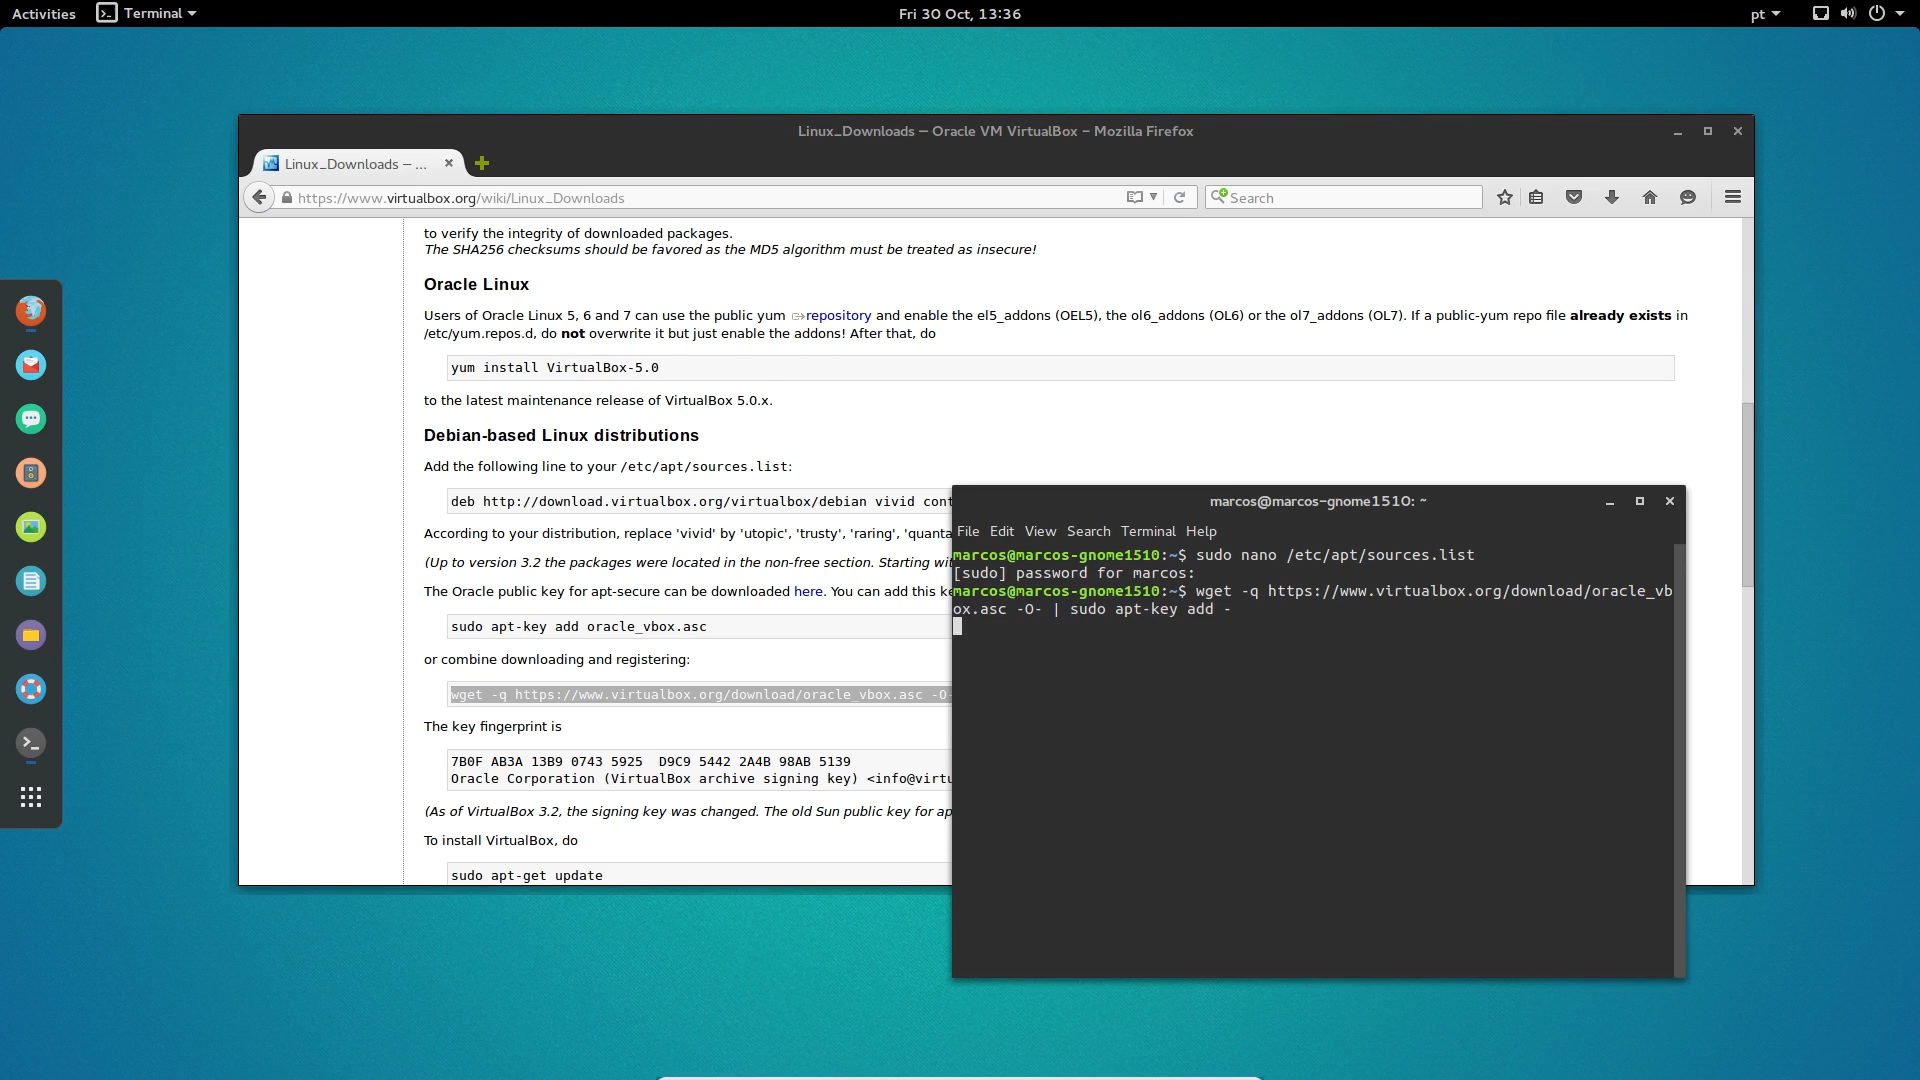 Activities Terminal Fri 30 Oct, 13:36 pt
Linux_Downloads – Oracle VM VirtualBox - Mozilla Firefox
Linux_Downloads – ...
https://www.virtualbox.org/wiki/Linux_Downloads
Search
to verify the integrity of downloaded packages.
The SHA256 checksums should be favored as the MD5 algorithm must be treated as insecure!
Oracle Linux
Users of Oracle Linux 5, 6 and 7 can use the public yum repository and enable the el5_addons (OEL5), the ol6_addons (OL6) or the ol7_addons (OL7). If a public-yum repo file already exists in
/etc/yum.repos.d, do not overwrite it but just enable the addons! After that, do
yum install VirtualBox-5.0
to the latest maintenance release of VirtualBox 5.0.x.
Debian-based Linux distributions
Add the following line to your /etc/apt/sources.list:
deb http://download.virtualbox.org/virtualbox/debian vivid cont
According to your distribution, replace 'vivid' by 'utopic', 'trusty', 'raring', 'quanta
(Up to version 3.2 the packages were located in the non-free section. Starting wi
The Oracle public key for apt-secure can be downloaded here. You can add this ke
sudo apt-key add oracle_vbox.asc
or combine downloading and registering:
wget -q https://www.virtualbox.org/download/oracle_vbox.asc -O-
The key fingerprint is
7B0F AB3A 13B9 0743 5925  D9C9 5442 2A4B 98AB 5139
Oracle Corporation (VirtualBox archive signing key) <info@virtu
(As of VirtualBox 3.2, the signing key was changed. The old Sun public key for ap
To install VirtualBox, do
sudo apt-get update
marcos@marcos-gnome1510: ~
File Edit View Search Terminal Help
marcos@marcos-gnome1510:~$ sudo nano /etc/apt/sources.list
[sudo] password for marcos:
marcos@marcos-gnome1510:~$ wget -q https://www.virtualbox.org/download/oracle_vb
ox.asc -O- | sudo apt-key add -